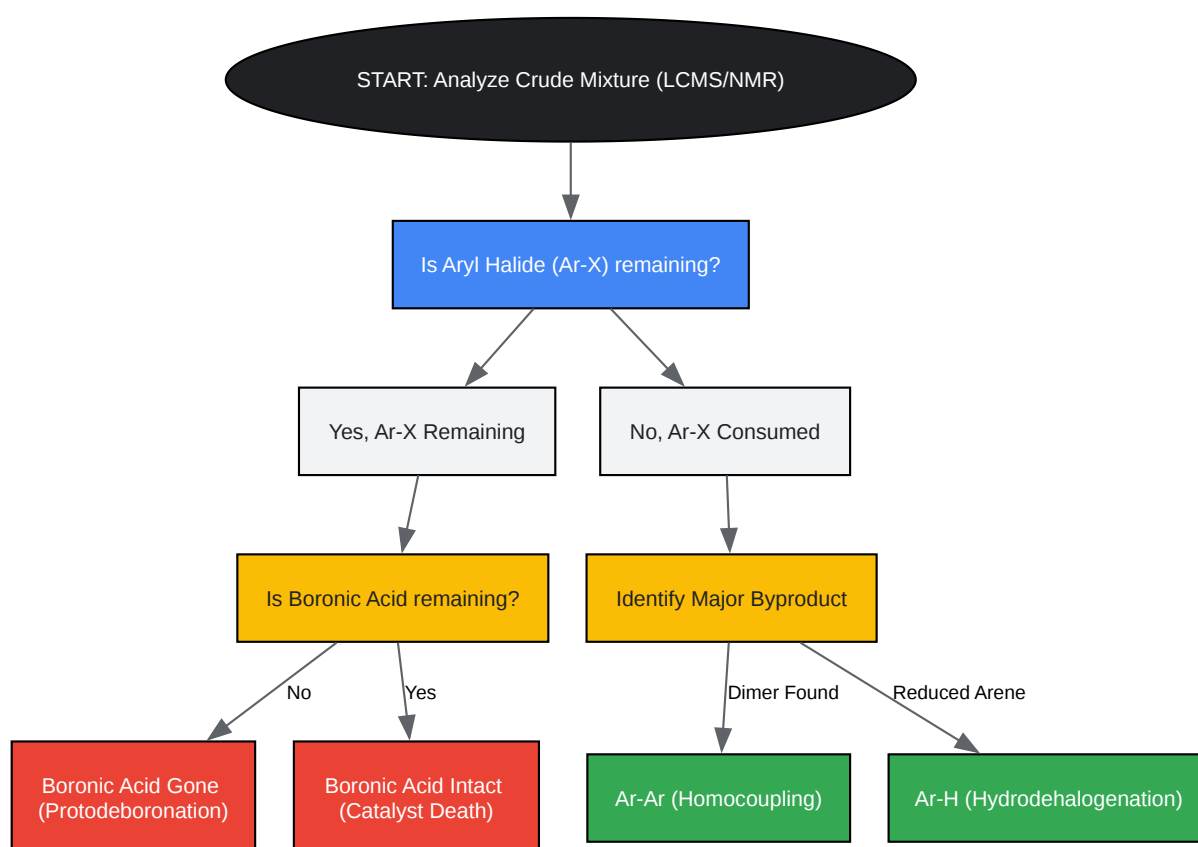 START: Analyze Crude Mixture (LCMS/NMR)
Is Aryl Halide (Ar-X) remaining?
Yes, Ar-X Remaining
No, Ar-X Consumed
Is Boronic Acid remaining?
Identify Major Byproduct
No
Yes
Dimer Found
Reduced Arene
Boronic Acid Gone
(Protodeboronation)
Boronic Acid Intact
(Catalyst Death)
Ar-Ar (Homocoupling)
Ar-H (Hydrodehalogenation)